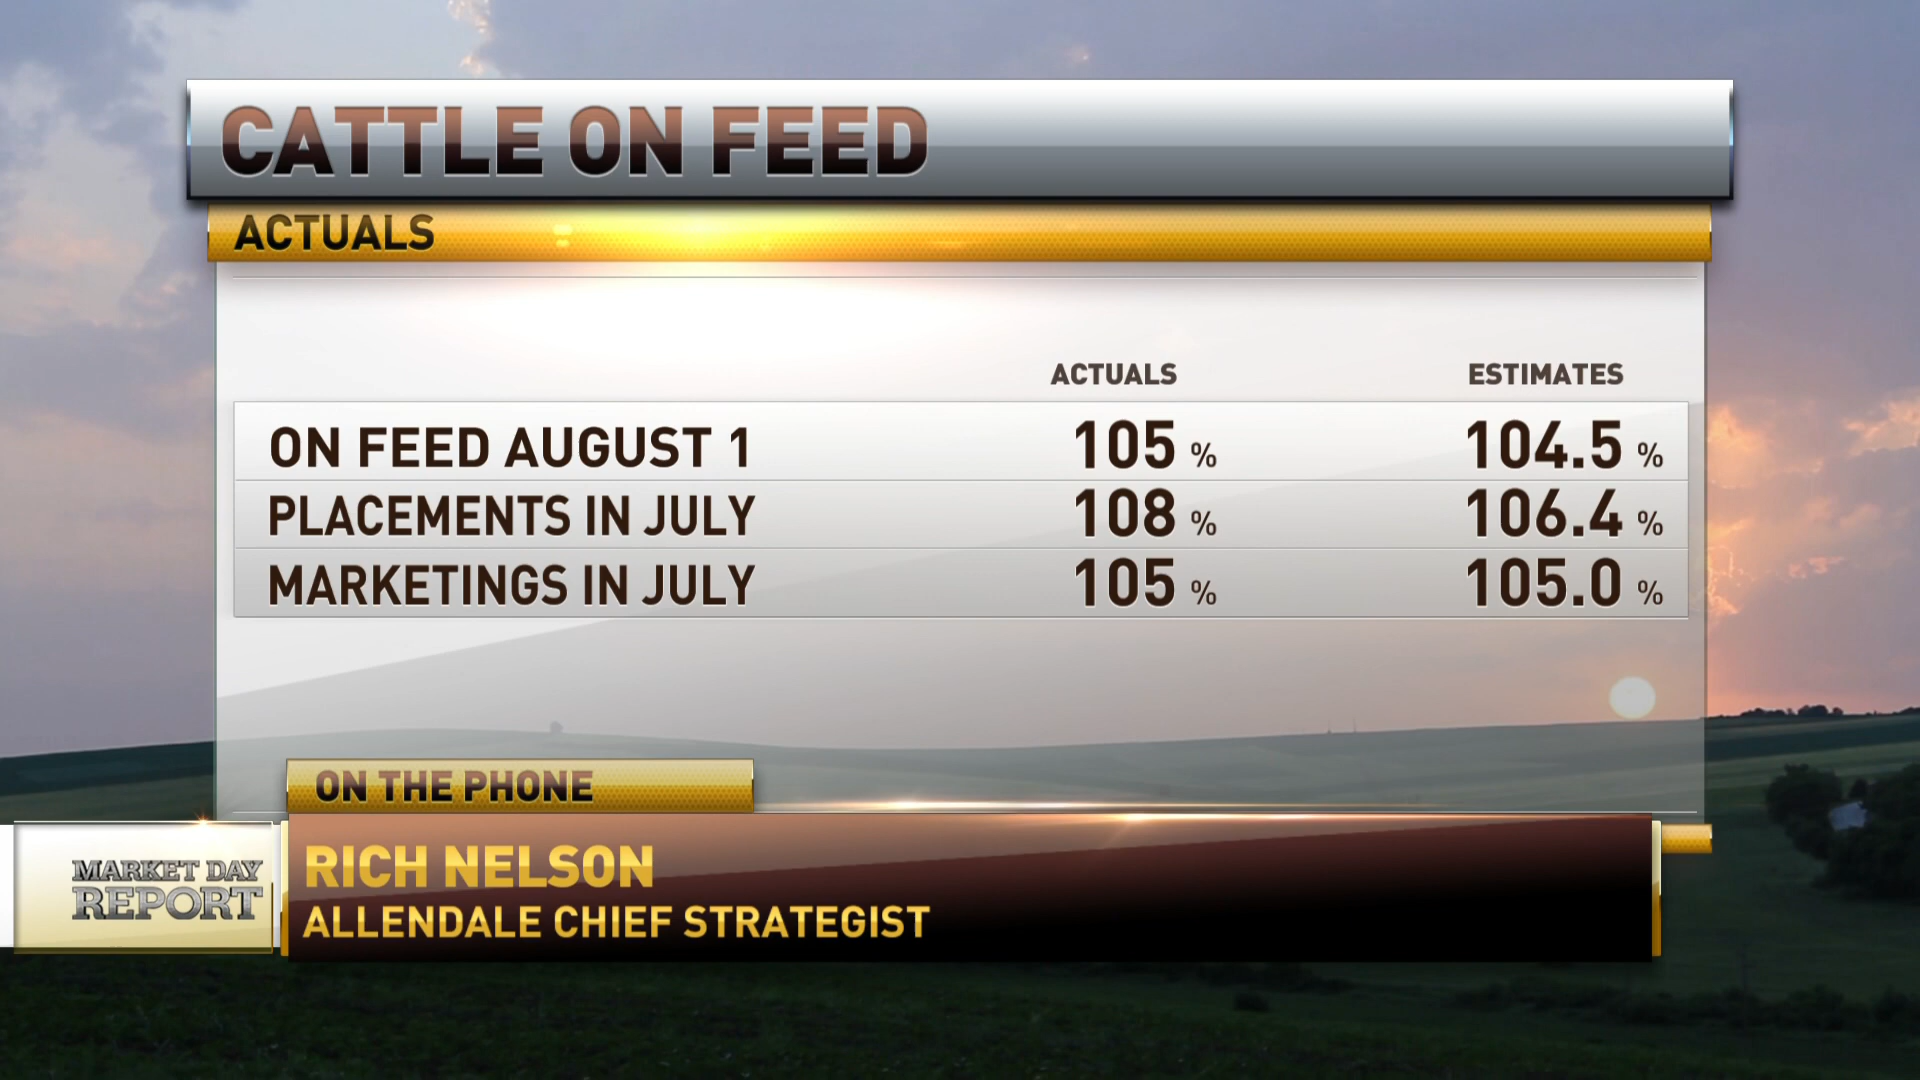 CATTLE ON FEED
ACTUALS
ACTUALS ESTIMATES
ON FEED AUGUST 1 105 % 104.5 %
PLACEMENTS IN JULY 108 % 106.4 %
MARKETINGS IN JULY 105 % 105.0 %
ON THE PHONE
MARKET DAY
REPORT
RICH NELSON
ALLENDALE CHIEF STRATEGIST